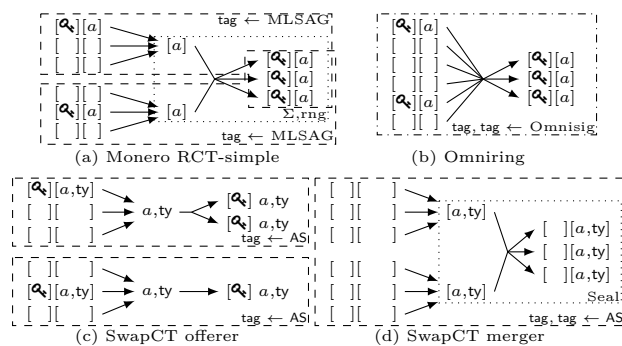 tag ← MLSAG
[ ][a]
[ ][ ]
[ ][ ]
[a]
[ ][ ]
[ ][a]
[ ][ ]
[a]
[ ][a]
[ ][a]
[ ][a]
Σ,rng
tag ← MLSAG
(a) Monero RCT-simple
[ ][a]
[ ][ ]
[ ][ ]
[ ][ ]
[ ][a]
[ ][ ]
[ ][a]
[ ][a]
[ ][a]
tag, tag ← Omnisig
(b) Omniring
[ ][a,ty]
[ ][ ]
[ ][ ]
a,ty
[ ] a,ty
[ ] a,ty
tag ← AS
[ ][ ]
[ ][a,ty]
[ ][ ]
a,ty
[ ] a,ty
tag ← AS
(c) SwapCT offerer
[ ][ ]
[ ][ ]
[ ][ ]
[a,ty]
[ ][ ]
[ ][ ]
[ ][ ]
[a,ty]
[ ][a,ty]
[ ][a,ty]
[ ][a,ty]
Seal
tag, tag ← AS
(d) SwapCT merger